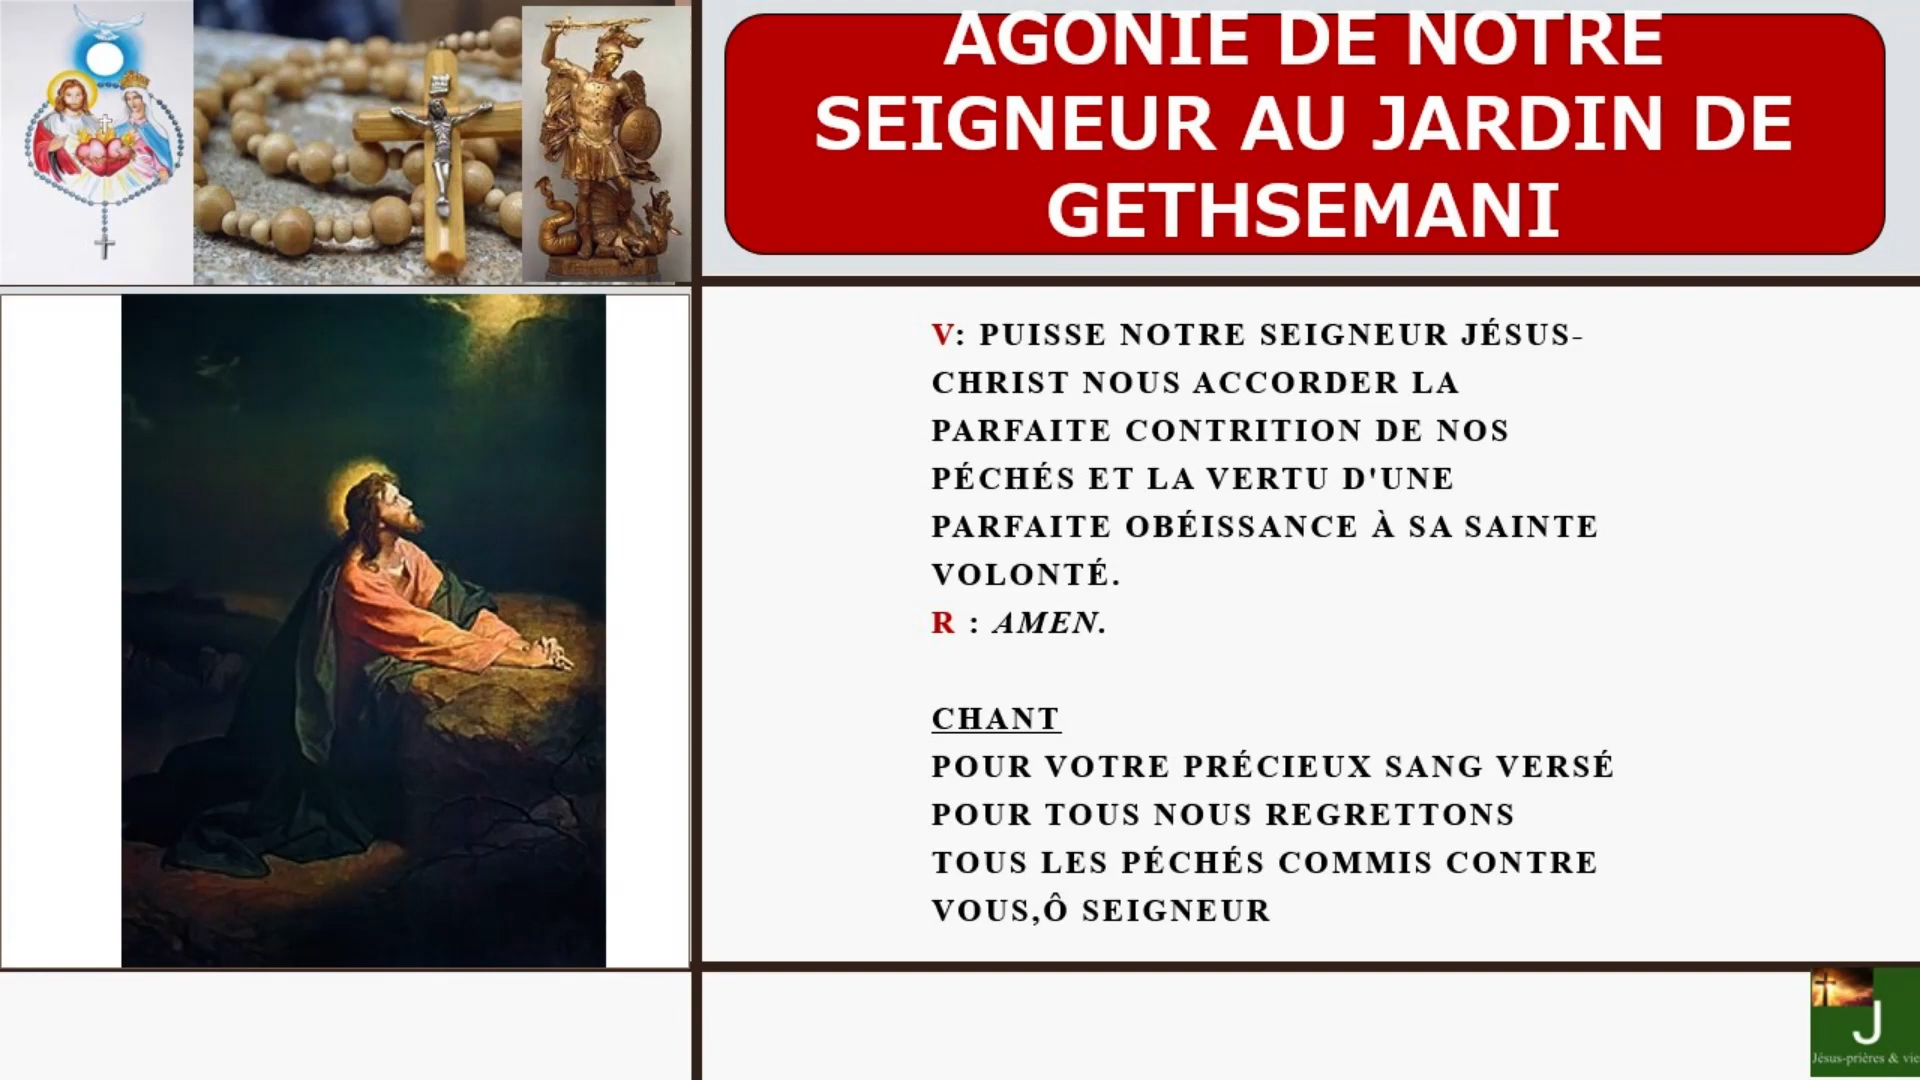 AGONIE DE NOTRE
SEIGNEUR AU JARDIN DE
GETHSEMANI
V: PUISSE NOTRE SEIGNEUR JÉSUS-
CHRIST NOUS ACCORDER LA
PARFAITE CONTRITION DE NOS
PÉCHÉS ET LA VERTU D'UNE
PARFAITE OBÉISSANCE À SA SAINTE
VOLONTÉ.
R : AMEN.
CHANT
POUR VOTRE PRÉCIEUX SANG VERSÉ
POUR TOUS NOUS REGRETTONS
TOUS LES PÉCHÉS COMMIS CONTRE
VOUS,Ô SEIGNEUR
J
Jésus-prières & vie